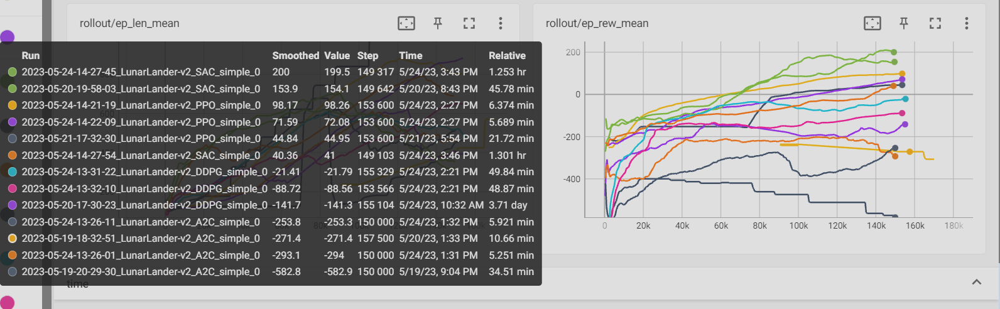 rollout/ep_len_mean
rollout/ep_rew_mean
Run Smoothed Value Step Time Relative
2023-05-24-14-27-45_LunarLander-v2_SAC_simple_0 200 199.5 149 317 5/24/23, 3:43 PM 1.253 hr
2023-05-20-19-58-03_LunarLander-v2_SAC_simple_0 153.9 154.1 149 642 5/20/23, 8:43 PM 45.78 min
2023-05-24-14-21-19_LunarLander-v2_PPO_simple_0 98.17 98.26 153 600 5/24/23, 2:27 PM 6.374 min
2023-05-24-14-22-09_LunarLander-v2_PPO_simple_0 71.59 72.08 153 600 5/24/23, 2:27 PM 5.689 min
2023-05-21-17-32-30_LunarLander-v2_PPO_simple_0 44.84 44.95 153 600 5/21/23, 5:54 PM 21.72 min
2023-05-24-14-27-54_LunarLander-v2_SAC_simple_0 40.36 41 149 103 5/24/23, 3:46 PM 1.301 hr
2023-05-24-13-31-22_LunarLander-v2_DDPG_simple_0 -21.41 -21.79 155 329 5/24/23, 2:21 PM 49.84 min
2023-05-24-13-32-10_LunarLander-v2_DDPG_simple_0 -88.72 -88.56 153 566 5/24/23, 2:21 PM 48.87 min
2023-05-20-17-30-23_LunarLander-v2_DDPG_simple_0 -141.7 -141.3 155 104 5/24/23, 10:32 AM 3.71 day
2023-05-24-13-26-11_LunarLander-v2_A2C_simple_0 -253.8 -253.3 150 000 5/24/23, 1:32 PM 5.921 min
2023-05-19-18-32-51_LunarLander-v2_A2C_simple_0 -271.4 -271.4 157 500 5/20/23, 1:33 PM 10.66 min
2023-05-24-13-26-01_LunarLander-v2_A2C_simple_0 -293.1 -294 150 000 5/24/23, 1:31 PM 5.251 min
2023-05-19-20-29-30_LunarLander-v2_A2C_simple_0 -582.8 -582.9 150 000 5/19/23, 9:04 PM 34.51 min
200
0
-200
-400
0 20k 40k 60k 80k 100k 120k 140k 160k 180k
time